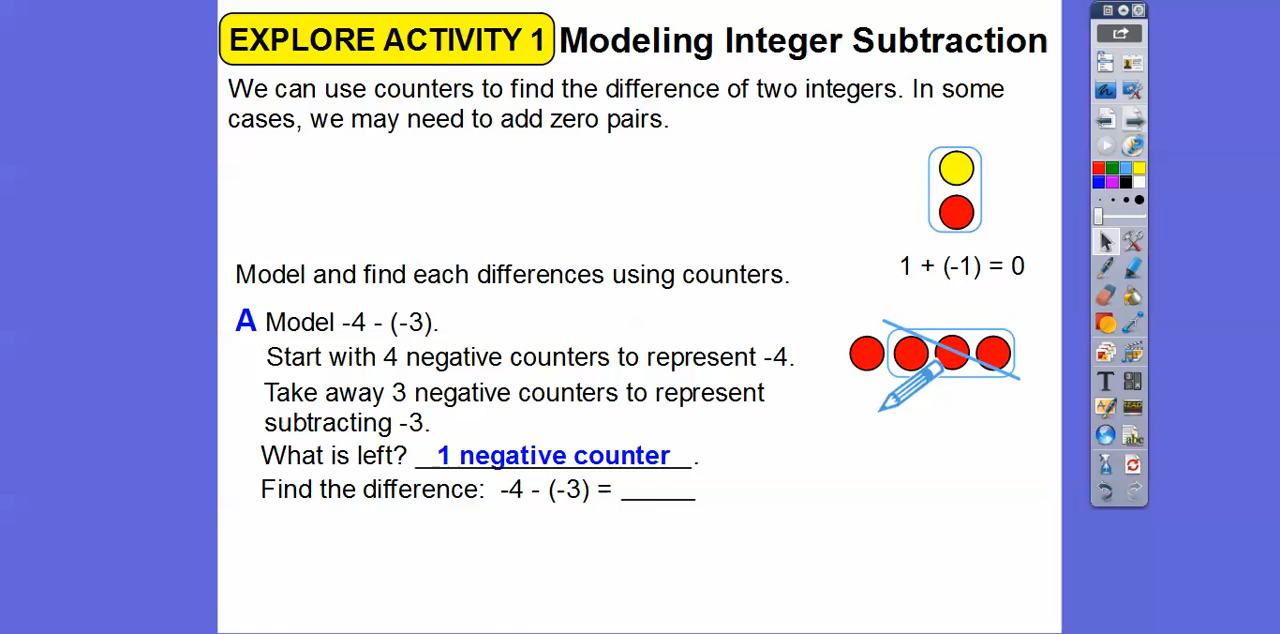 EXPLORE ACTIVITY 1 Modeling Integer Subtraction
We can use counters to find the difference of two integers. In some
cases, we may need to add zero pairs.
1 + (-1) = 0
Model and find each differences using counters.
A Model -4 - (-3).
Start with 4 negative counters to represent -4.
Take away 3 negative counters to represent
subtracting -3.
What is left? 1 negative counter.
Find the difference: -4 - (-3) = _____